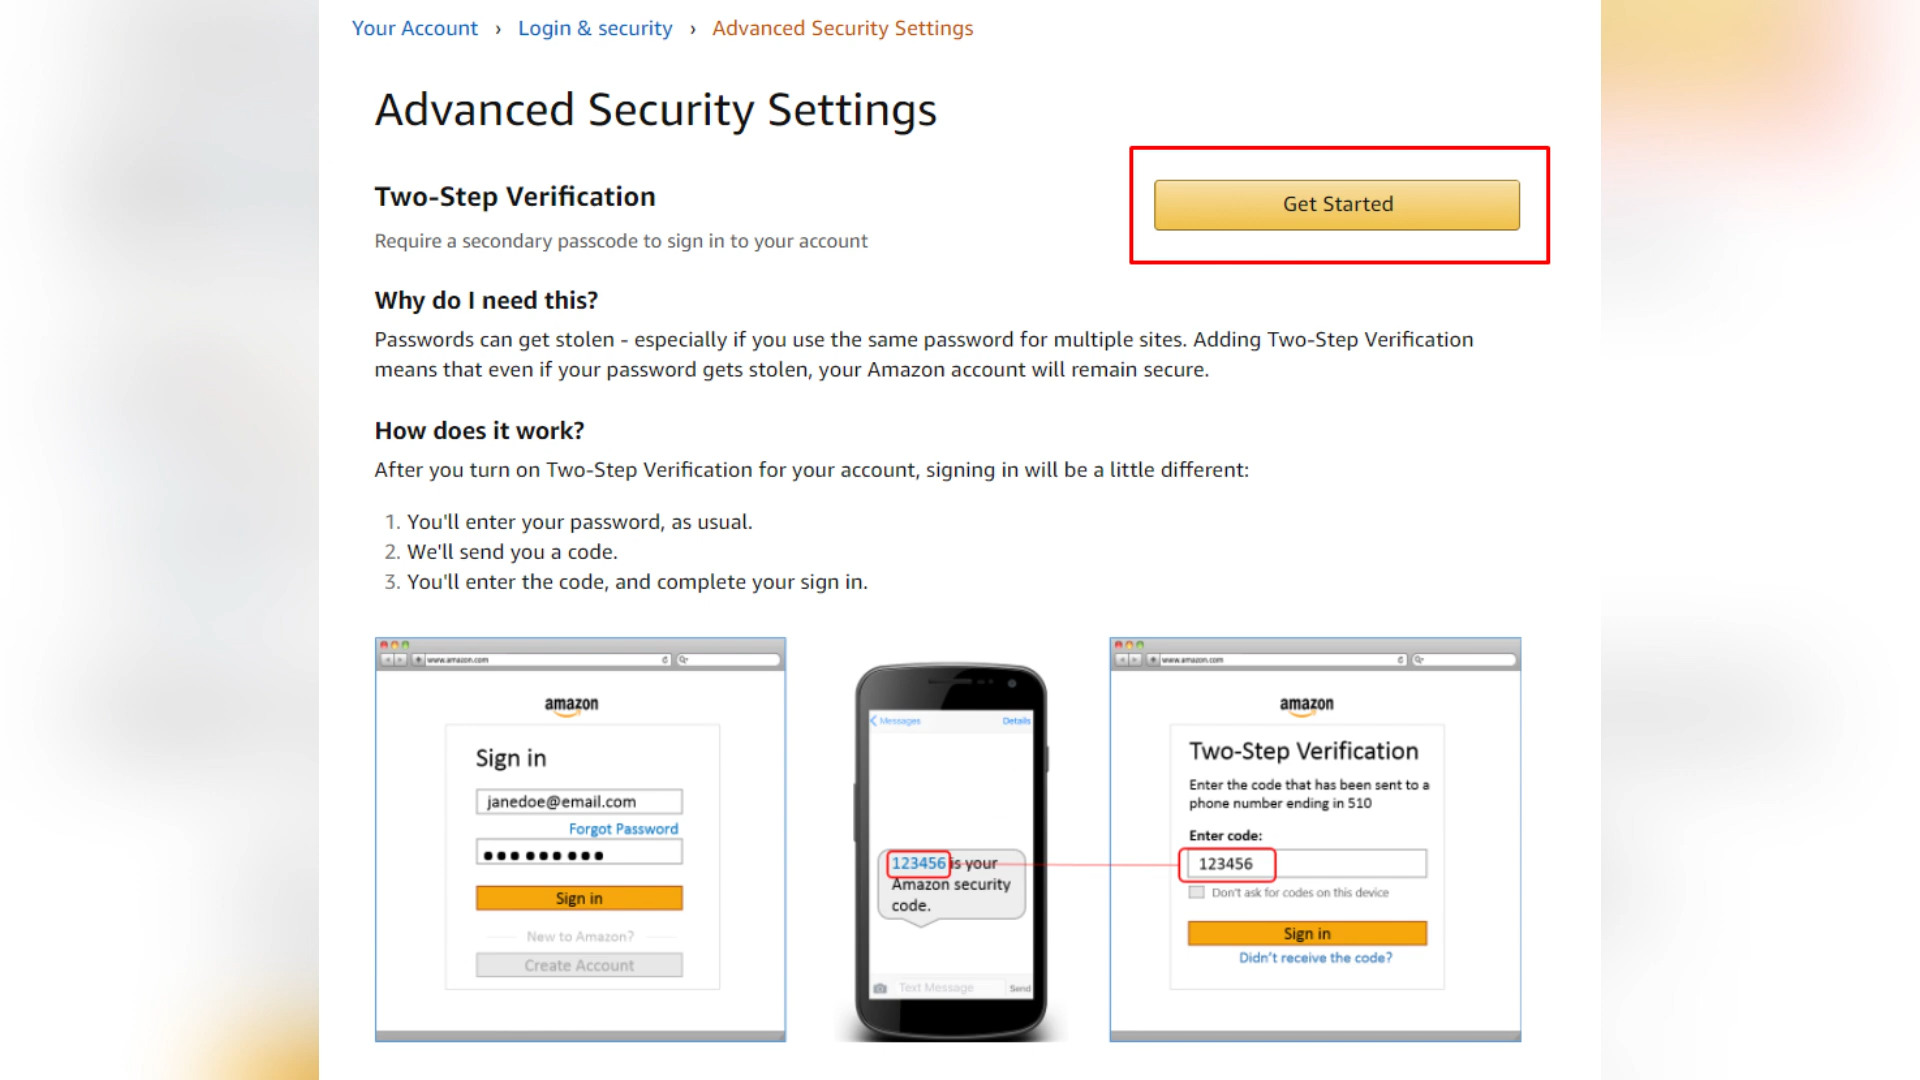 Your Account › Login & security › Advanced Security Settings
Advanced Security Settings
Two-Step Verification
Get Started
Require a secondary passcode to sign in to your account
Why do I need this?
Passwords can get stolen - especially if you use the same password for multiple sites. Adding Two-Step Verification
means that even if your password gets stolen, your Amazon account will remain secure.
How does it work?
After you turn on Two-Step Verification for your account, signing in will be a little different:
1. You'll enter your password, as usual.
2. We'll send you a code.
3. You'll enter the code, and complete your sign in.
www.amazon.com
amazon
Sign in
janedoe@email.com
Forgot Password
Sign in
New to Amazon?
Create Account
Messages Details
123456 is your
Amazon security
code.
Text Message Send
www.amazon.com
amazon
Two-Step Verification
Enter the code that has been sent to a
phone number ending in 510
Enter code:
123456
Don't ask for codes on this device
Sign in
Didn't receive the code?